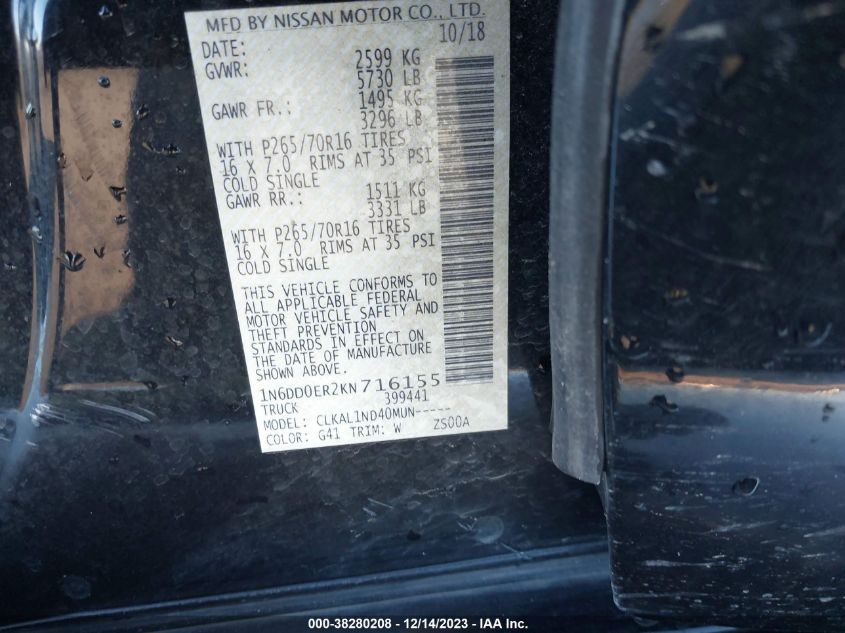 MFD BY NISSAN MOTOR CO., LTD.
DATE: 10/18
GVWR: 2599 KG
5730 LB
GAWR FR.: 1495 KG
3296 LB
WITH P265/70R16 TIRES
16 X 7.0 RIMS AT 35 PSI
COLD SINGLE
GAWR RR.: 1511 KG
3331 LB
WITH P265/70R16 TIRES
16 X 7.0 RIMS AT 35 PSI
COLD SINGLE
THIS VEHICLE CONFORMS TO
ALL APPLICABLE FEDERAL
MOTOR VEHICLE SAFETY AND
THEFT PREVENTION
STANDARDS IN EFFECT ON
THE DATE OF MANUFACTURE
SHOWN ABOVE.
1N6DD0ER2KN716155
TRUCK 399441
MODEL: CLKAL1ND40MUN-----
COLOR: G41 TRIM: W ZS00A
000-38280208 - 12/14/2023 - IAA Inc.